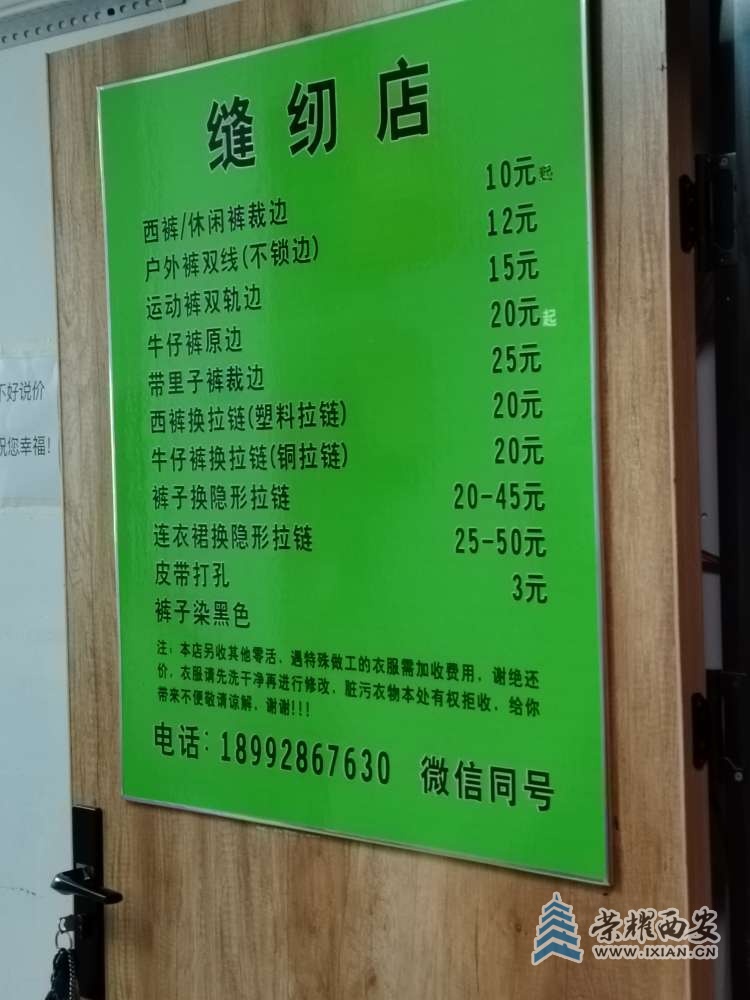 缝纫店
西裤/休闲裤裁边 10元起
户外裤双线(不锁边) 12元
运动裤双轨边 15元
牛仔裤原边 20元起
带里子裤裁边 25元
西裤换拉链(塑料拉链) 20元
牛仔裤换拉链(铜拉链) 20元
裤子换隐形拉链 20-45元
连衣裙换隐形拉链 25-50元
皮带打孔 3元
裤子染黑色
注:本店另收其他零活,遇特殊做工的衣服需加收费用,谢绝还
价,衣服请先洗干净再进行修改,脏污衣物本处有权拒收,给你
带来不便敬请谅解,谢谢!!!
电话:18992867630 微信同号
好说价
您幸福!
荣耀西安
WWW.IXIAN.CN